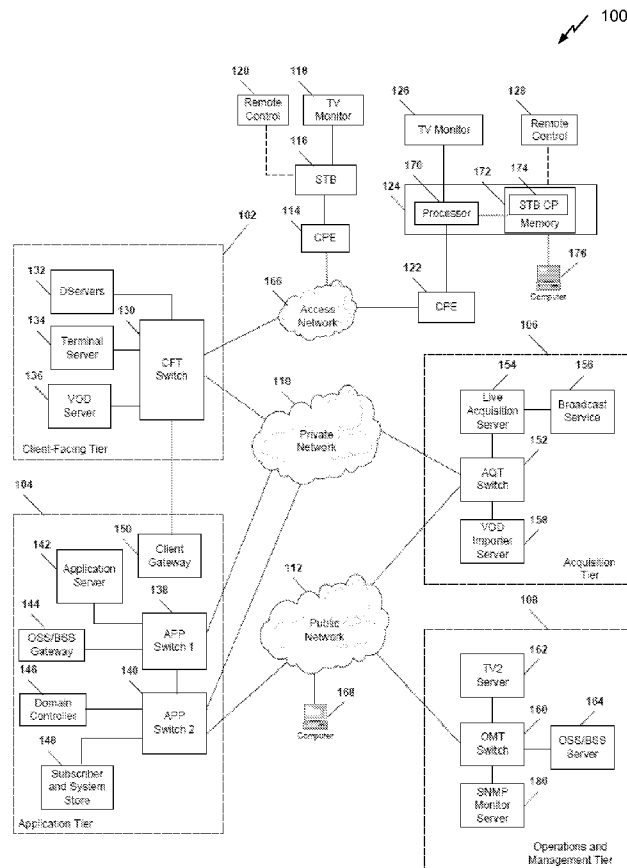 100
120
118
Remote
Control
TV
Monitor
116
STB
114
CPE
126
128
TV Monitor
Remote
Control
170
172
174
124
Processor
STB CP
Memory
176
Computer
122
CPE
166
Access
Network
102
132
DServers
134
130
Terminal
Server
136
CFT
Switch
VOD
Server
Client-Facing Tier
110
Private
Network
106
154
156
Live
Acquisition
Server
Broadcast
Service
152
AQT
Switch
158
VOD
Importer
Server
Acquisition
Tier
104
150
Client
Gateway
142
Application
Server
138
144
OSS/BSS
Gateway
APP
Switch 1
146
140
Domain
Controller
APP
Switch 2
148
Subscriber
and System
Store
Application Tier
112
Public
Network
168
Computer
108
162
TV2
Server
160
164
OMT
Switch
OSS/BSS
Server
SNMP
Monitor
Server
180
Operations and
Management Tier